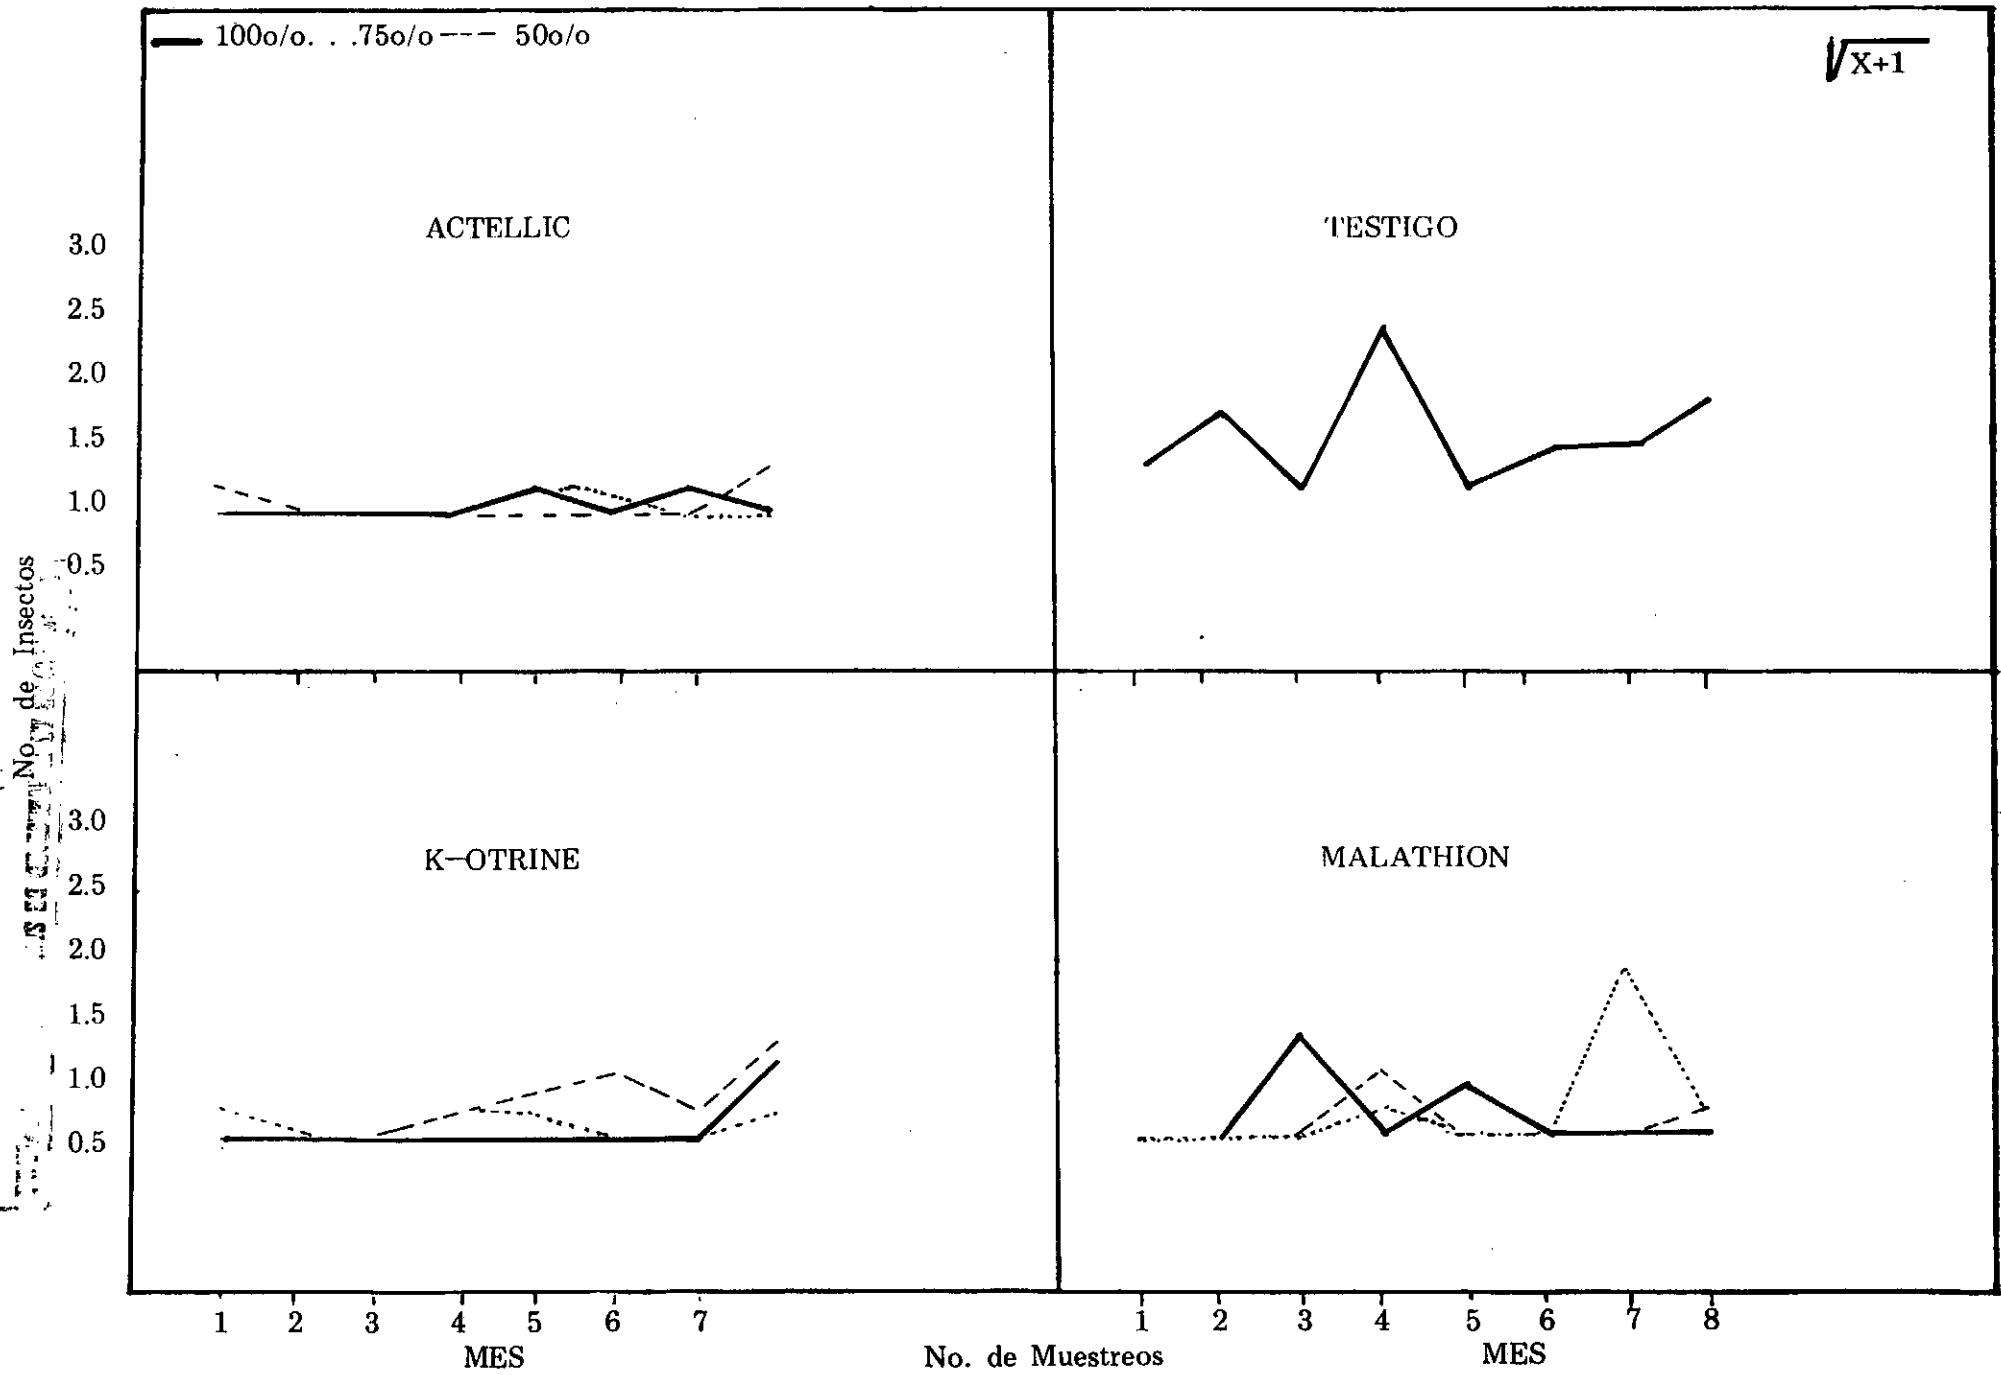 100o/o. . .75o/o --- 50o/o
√X+1
ACTELLIC
TESTIGO
3.0
2.5
2.0
1.5
1.0
0.5
No. de Insectos
K—OTRINE
MALATHION
3.0
2.5
2.0
1.5
1.0
0.5
1 2 3 4 5 6 7
1 2 3 4 5 6 7 8
MES
No. de Muestreos
MES